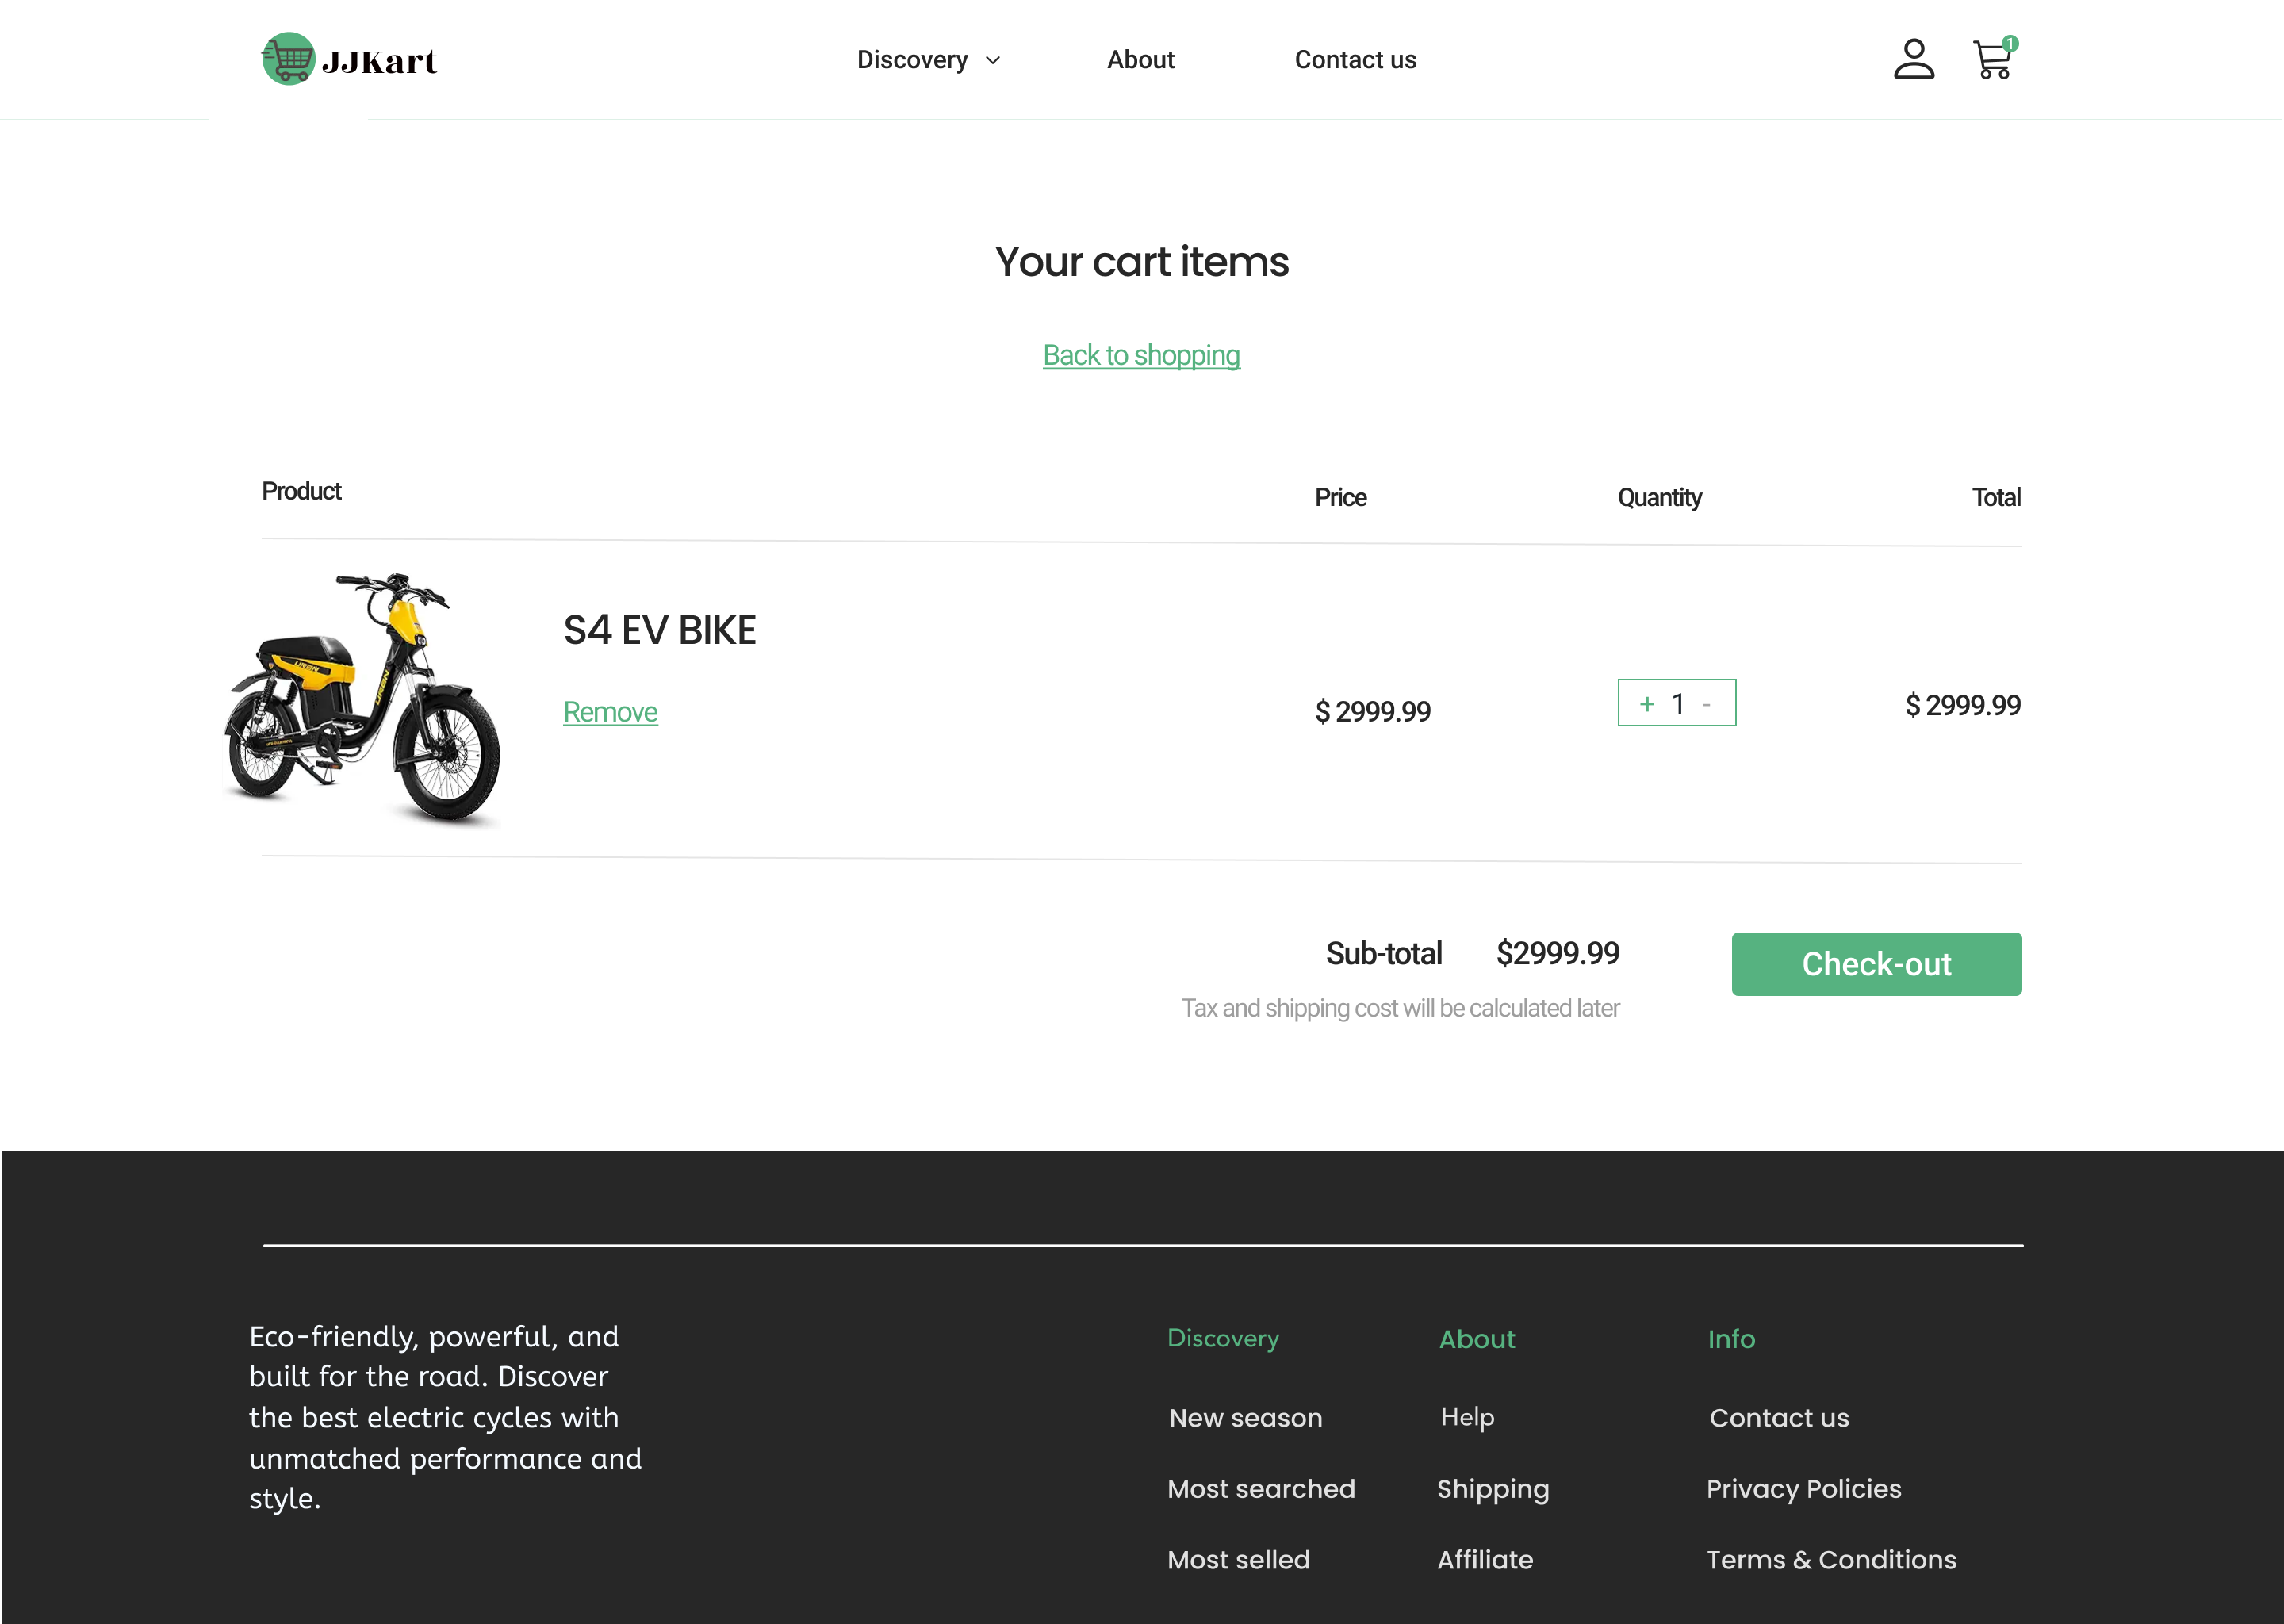 JJKart
Discovery
About
Contact us
1
Your cart items
Back to shopping
Product
Price
Quantity
Total
URBN
URBN
S4 EV BIKE
Remove
$ 2999.99
+ 1 -
$ 2999.99
Sub-total
$2999.99
Check-out
Tax and shipping cost will be calculated later
Eco-friendly, powerful, and
built for the road. Discover
the best electric cycles with
unmatched performance and
style.
Discovery
New season
Most searched
Most selled
About
Help
Shipping
Affiliate
Info
Contact us
Privacy Policies
Terms & Conditions